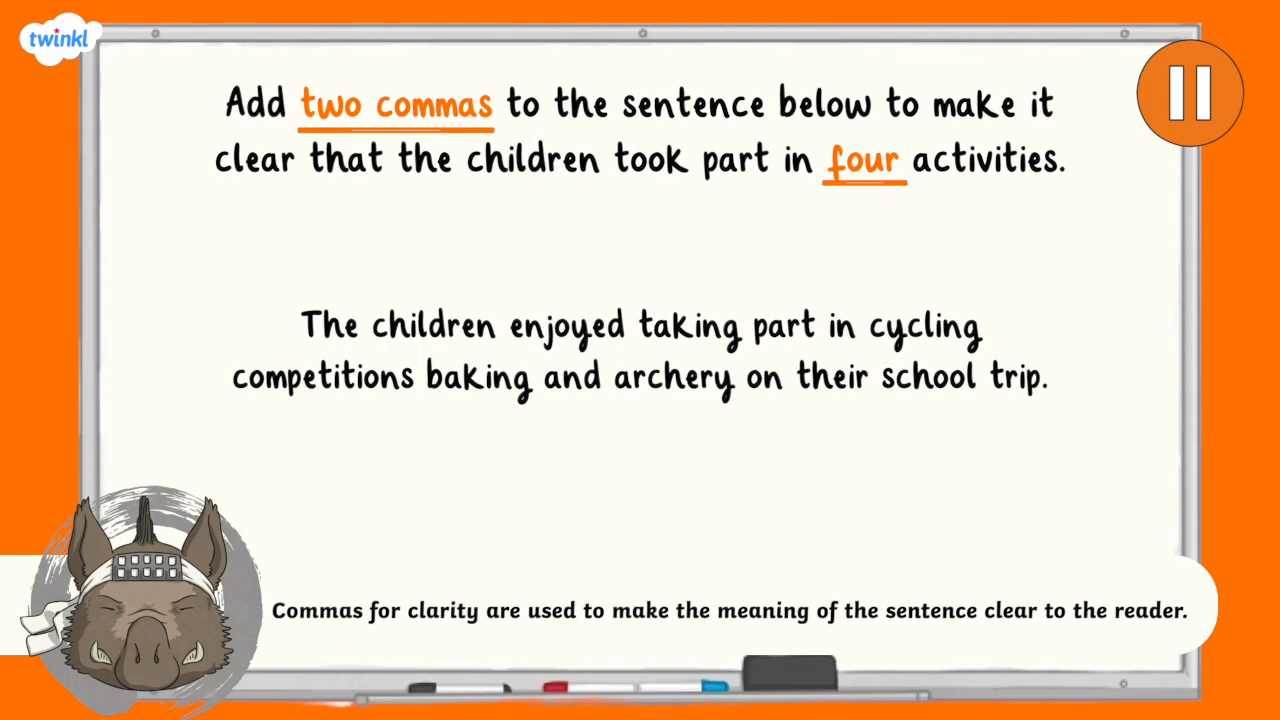 twinkl
Add two commas to the sentence below to make it
clear that the children took part in four activities.
The children enjoyed taking part in cycling
competitions baking and archery on their school trip.
Commas for clarity are used to make the meaning of the sentence clear to the reader.